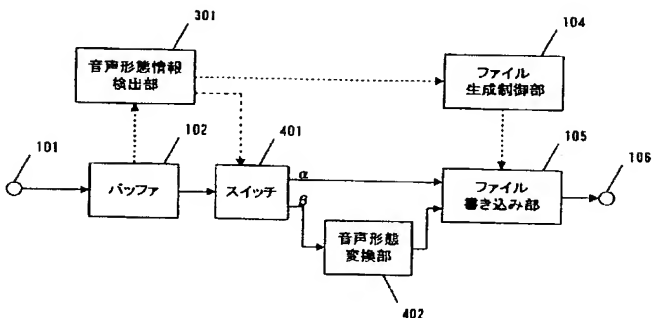 301
音声形態情報
検出部
104
ファイル
生成制御部
101
102
バッファ
401
スイッチ
α
β
105
ファイル
書き込み部
106
音声形態
変換部
402